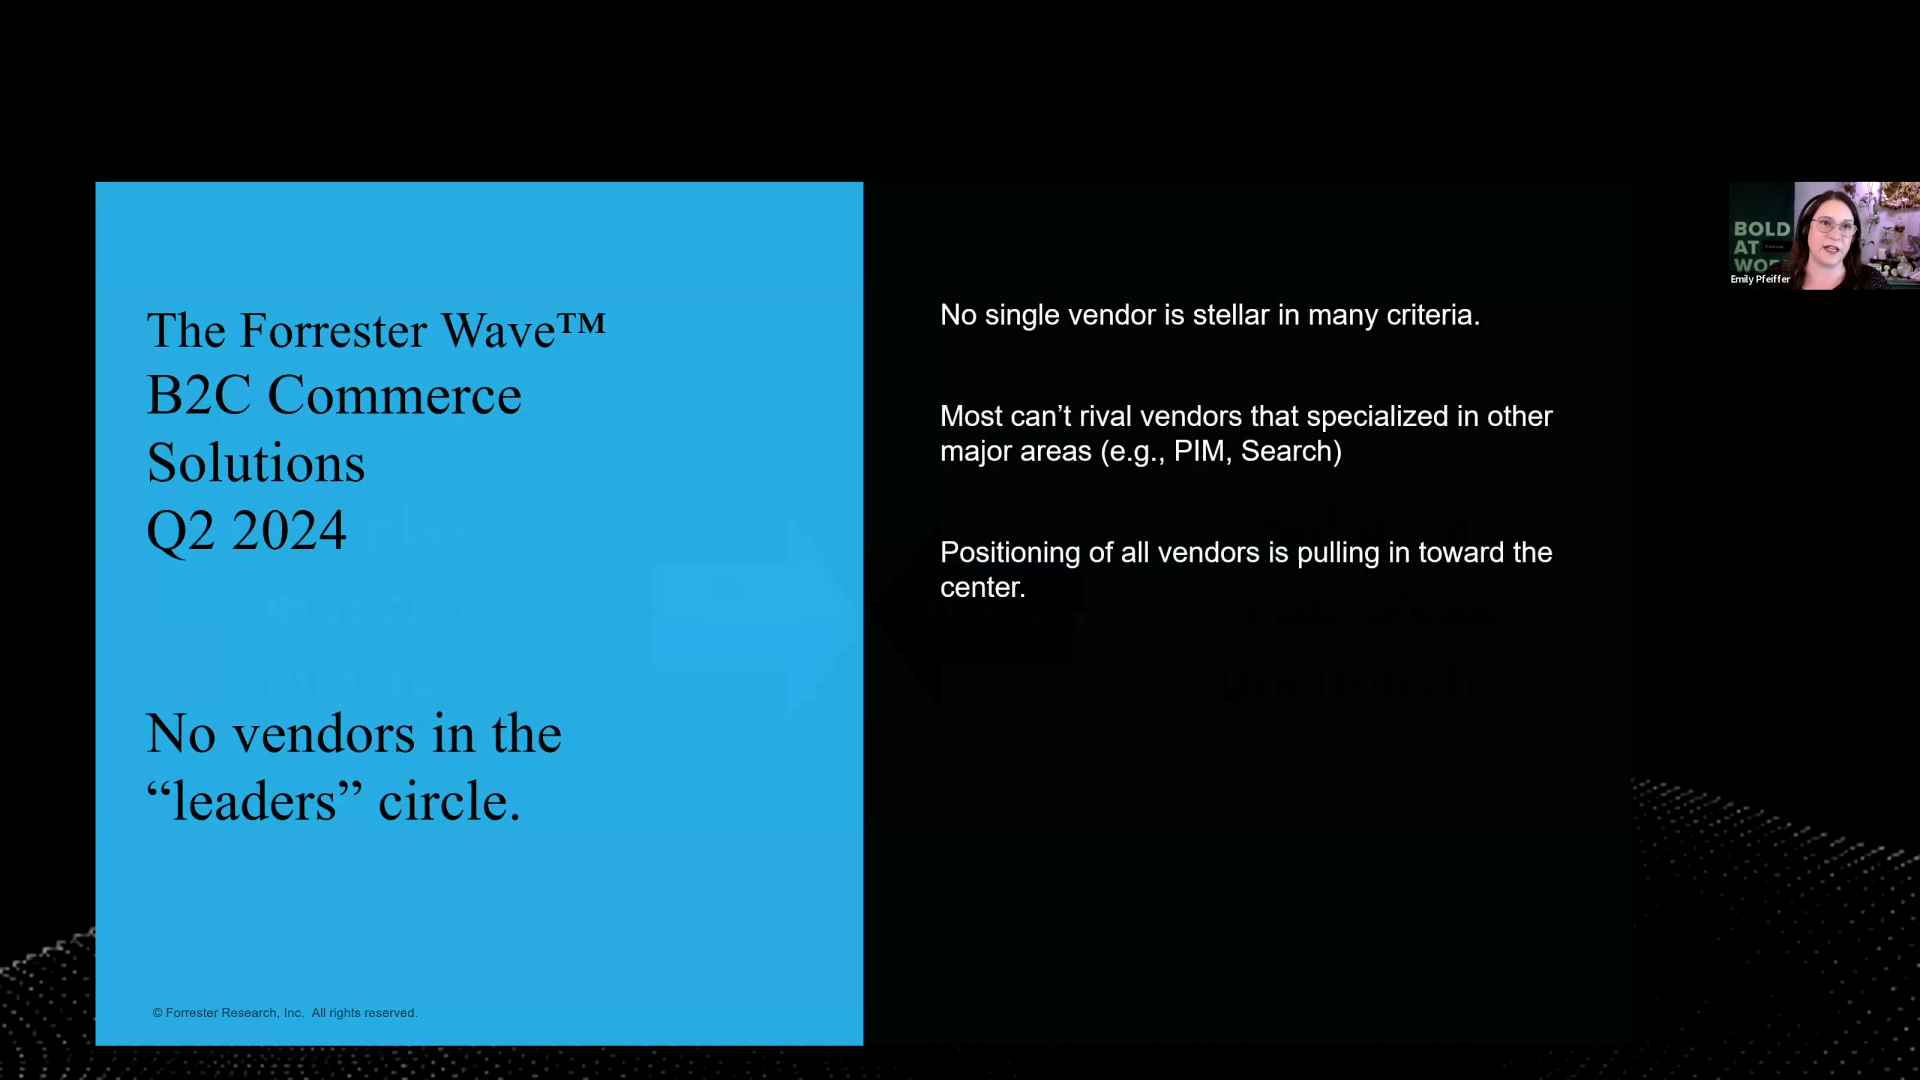 The Forrester Wave™
B2C Commerce
Solutions
Q2 2024
No vendors in the
“leaders” circle.
© Forrester Research, Inc. All rights reserved.
No single vendor is stellar in many criteria.
Most can’t rival vendors that specialized in other
major areas (e.g., PIM, Search)
Positioning of all vendors is pulling in toward the
center.
BOLD
AT
Emily Pfeiffer